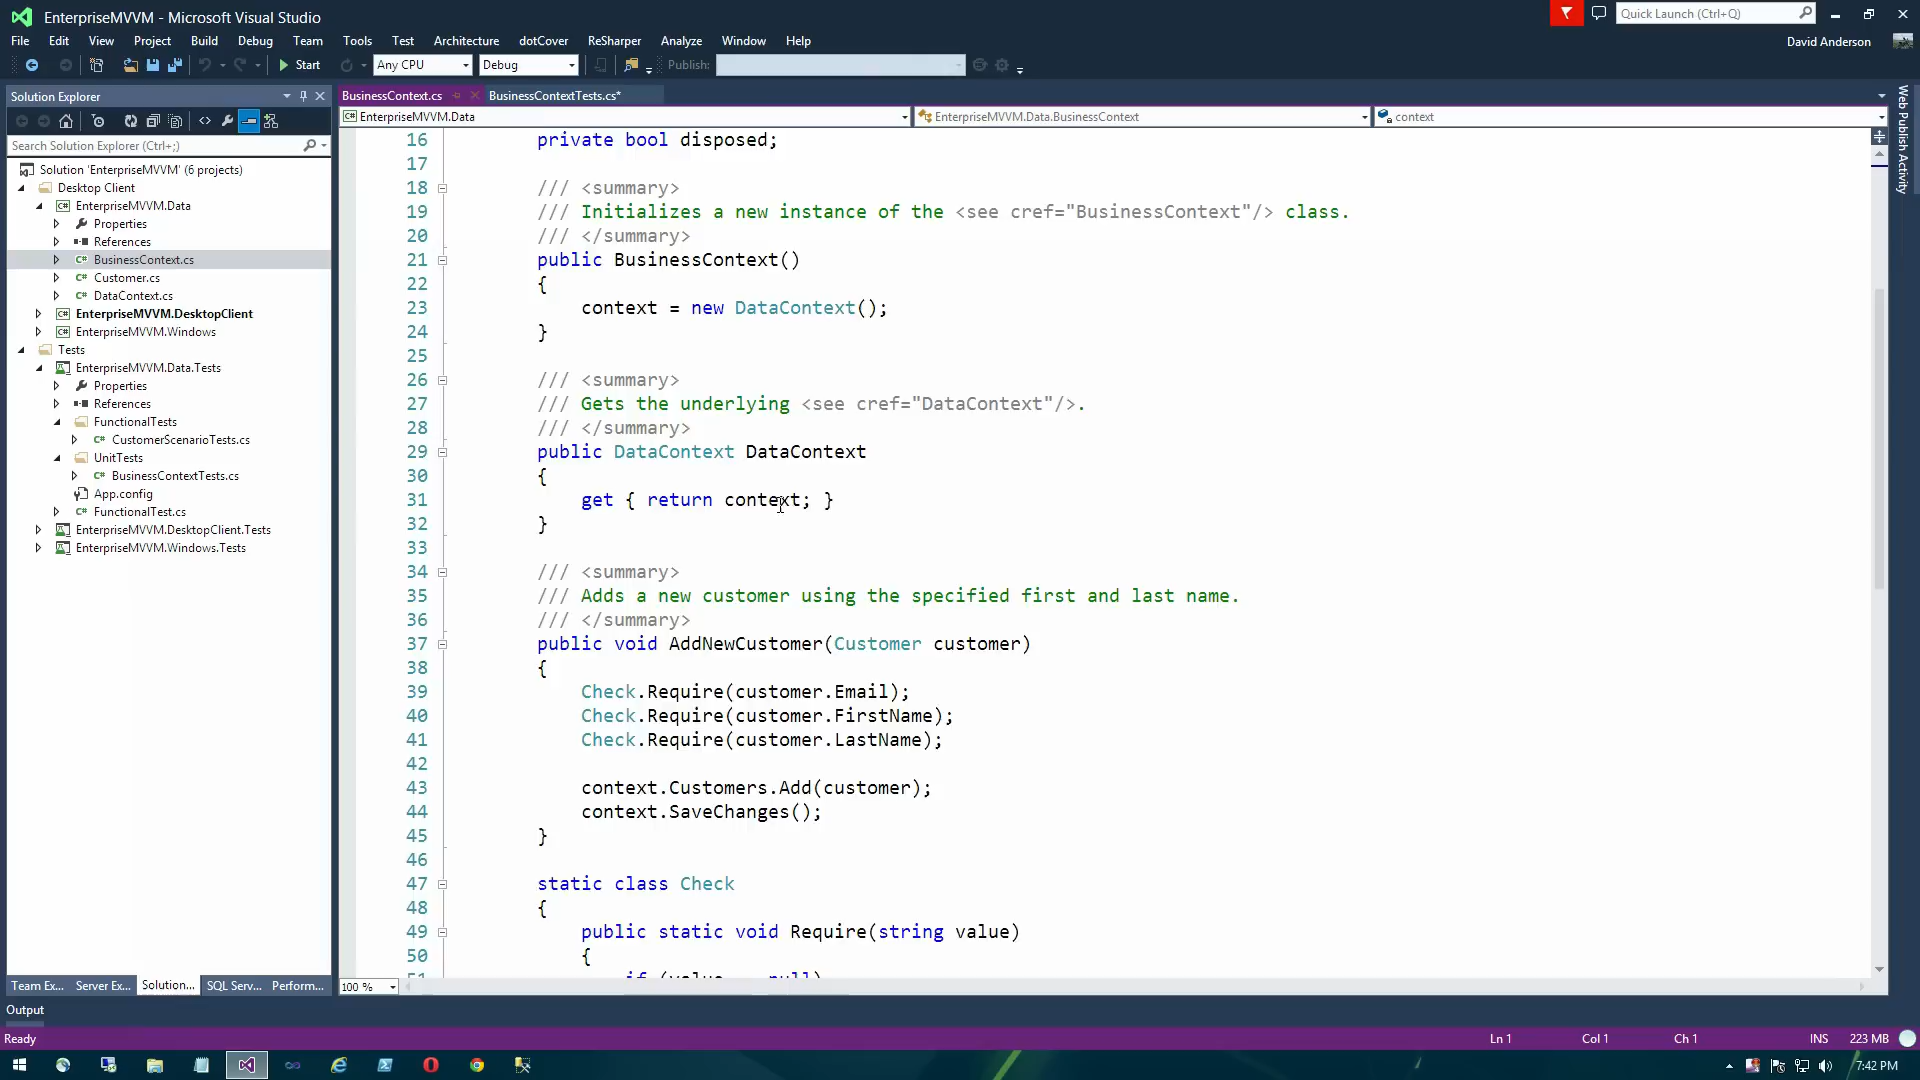 EnterpriseMVVM - Microsoft Visual Studio
Quick Launch (Ctrl+Q)
File Edit View Project Build Debug Team Tools Test Architecture dotCover ReSharper Analyze Window Help
David Anderson
Start Any CPU Debug Publish:
Solution Explorer
BusinessContext.cs BusinessContextTests.cs*
EnterpriseMVVM.Data EnterpriseMVVM.Data.BusinessContext context
Search Solution Explorer (Ctrl+;)
Solution 'EnterpriseMVVM' (6 projects)
Desktop Client
EnterpriseMVVM.Data
Properties
References
BusinessContext.cs
Customer.cs
DataContext.cs
EnterpriseMVVM.DesktopClient
EnterpriseMVVM.Windows
Tests
EnterpriseMVVM.Data.Tests
Properties
References
FunctionalTests
CustomerScenarioTests.cs
UnitTests
BusinessContextTests.cs
App.config
FunctionalTest.cs
EnterpriseMVVM.DesktopClient.Tests
EnterpriseMVVM.Windows.Tests
16 private bool disposed;
17
18 /// <summary>
19 /// Initializes a new instance of the <see cref="BusinessContext"/> class.
20 /// </summary>
21 public BusinessContext()
22 {
23 context = new DataContext();
24 }
25
26 /// <summary>
27 /// Gets the underlying <see cref="DataContext"/>.
28 /// </summary>
29 public DataContext DataContext
30 {
31 get { return context; }
32 }
33
34 /// <summary>
35 /// Adds a new customer using the specified first and last name.
36 /// </summary>
37 public void AddNewCustomer(Customer customer)
38 {
39 Check.Require(customer.Email);
40 Check.Require(customer.FirstName);
41 Check.Require(customer.LastName);
42
43 context.Customers.Add(customer);
44 context.SaveChanges();
45 }
46
47 static class Check
48 {
49 public static void Require(string value)
50 {
51 if (value == null)
Web Publish Activity
Team Ex... Server Ex... Solution... SQL Serv... Perform...
100 %
Output
Ready Ln 1 Col 1 Ch 1 INS 223 MB
7:42 PM